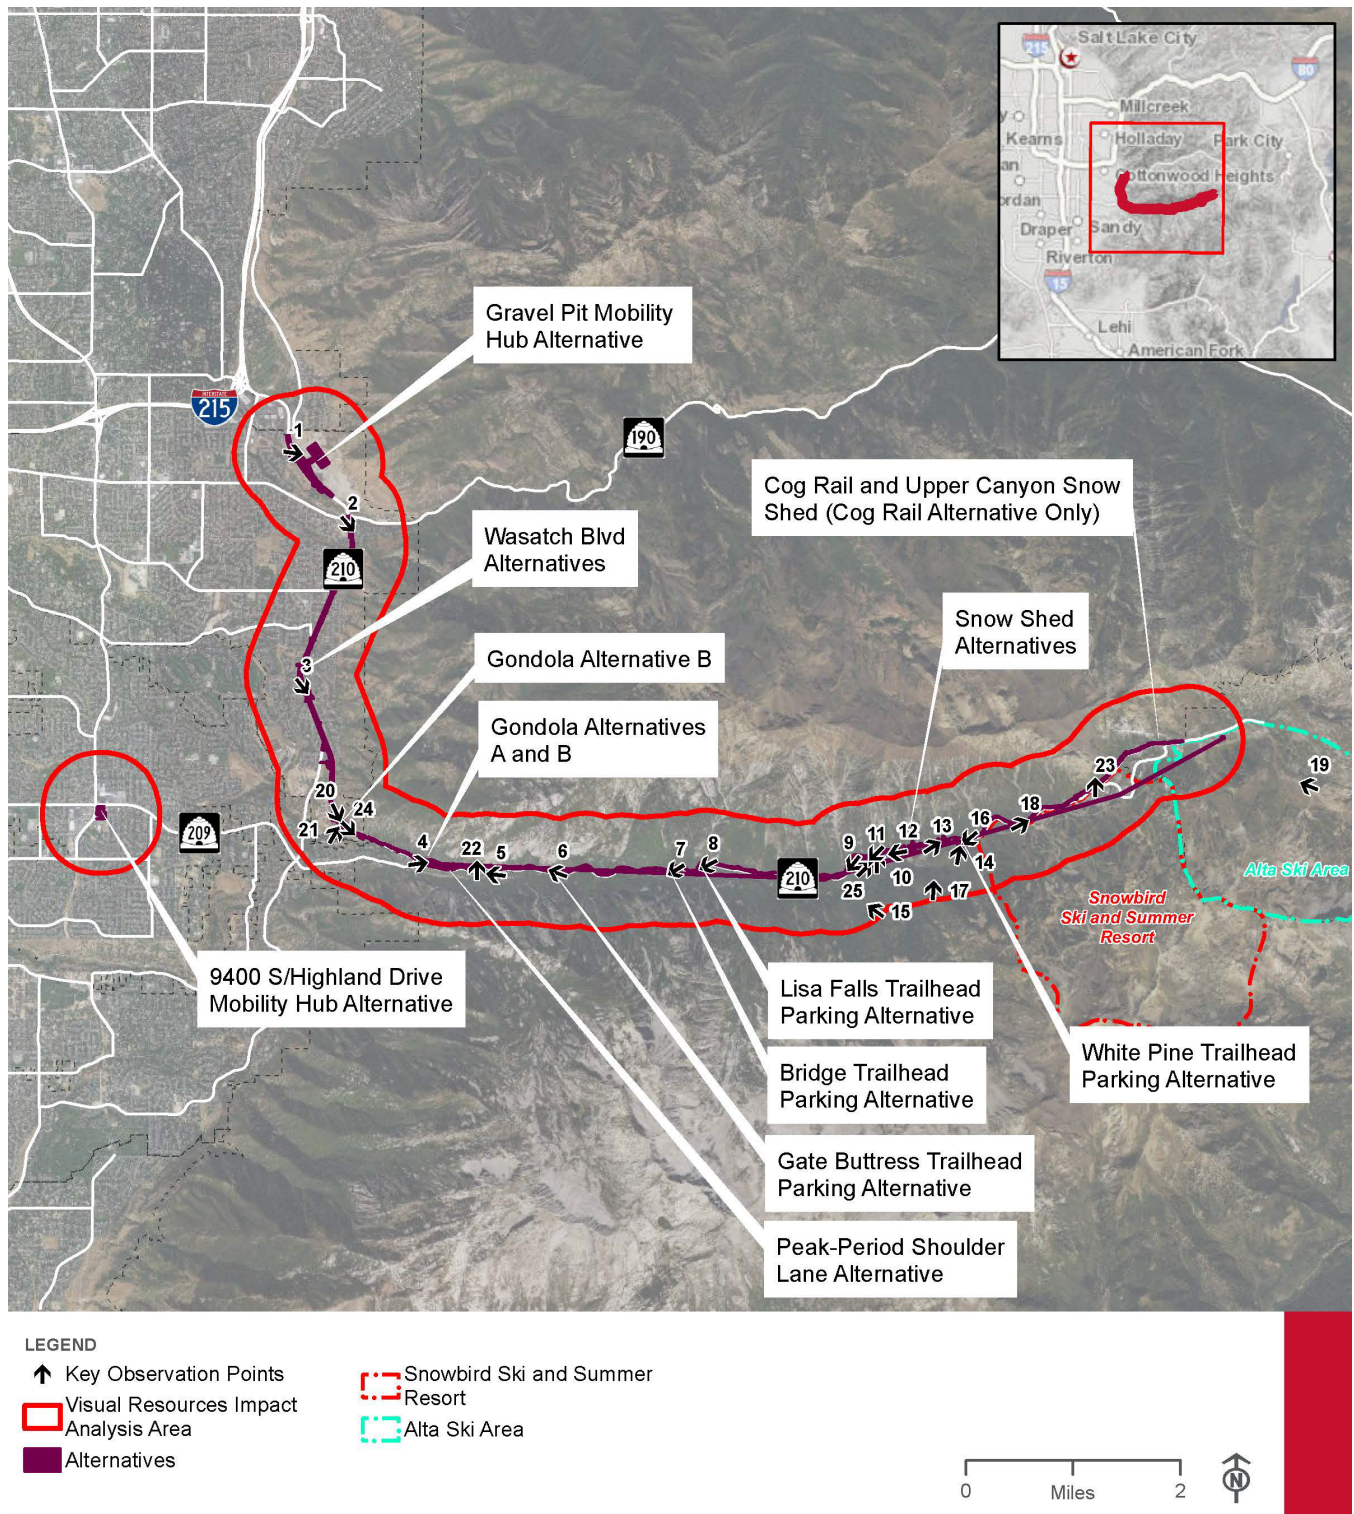 Salt Lake City
215
80
Millcreek
Kearns
Holladay
Park City
an
Cottonwood Heights
ordan
Draper
Sandy
Riverton
15
Lehi
American Fork
Gravel Pit Mobility
Hub Alternative
INTERSTATE
215
1
190
2
Cog Rail and Upper Canyon Snow
Shed (Cog Rail Alternative Only)
Wasatch Blvd
Alternatives
210
Snow Shed
Alternatives
3
Gondola Alternative B
Gondola Alternatives
A and B
23
19
20
24
21
209
4
22
5
6
7
8
9
11
12
13
16
18
210
25
10
14
15
17
Snowbird
Ski and Summer
Resort
Alta Ski Area
9400 S/Highland Drive
Mobility Hub Alternative
Lisa Falls Trailhead
Parking Alternative
White Pine Trailhead
Parking Alternative
Bridge Trailhead
Parking Alternative
Gate Buttress Trailhead
Parking Alternative
Peak-Period Shoulder
Lane Alternative
LEGEND
Key Observation Points
Visual Resources Impact
Analysis Area
Alternatives
Snowbird Ski and Summer
Resort
Alta Ski Area
0
Miles
2
N